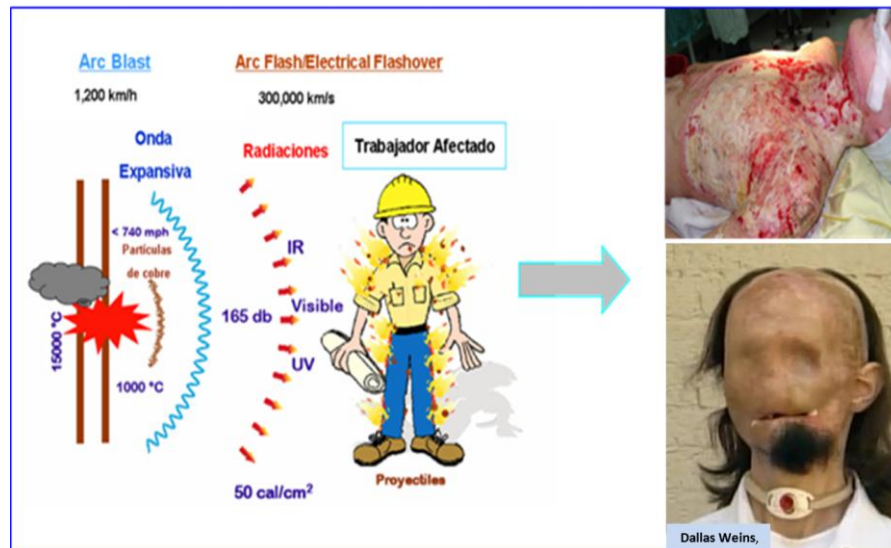 Arc Blast
1,200 km/h
Arc Flash/Electrical Flashover
300,000 km/s
Onda
Expansiva
Radiaciones
Trabajador Afectado
< 740 mph
Partículas
de cobre
IR
15000 °C
165 db
Visible
UV
1000 °C
50 cal/cm²
Proyectiles
Dallas Weins,